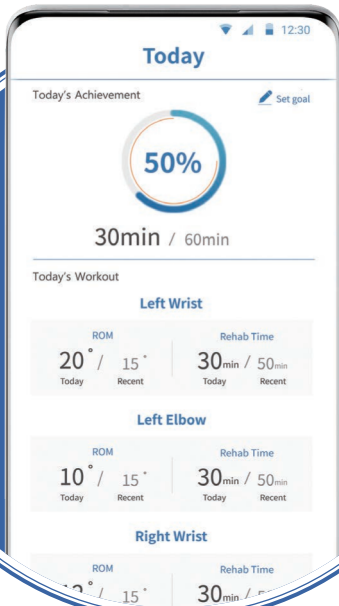 12:30
Today
Today's Achievement
Set goal
50%
30min / 60min
Today's Workout
Left Wrist
ROM Rehab Time
20° / 15° 30min / 50min
Today Recent Today Recent
Left Elbow
ROM Rehab Time
10° / 15° 30min / 50min
Today Recent Today Recent
Right Wrist
ROM Rehab Time
15° 30min